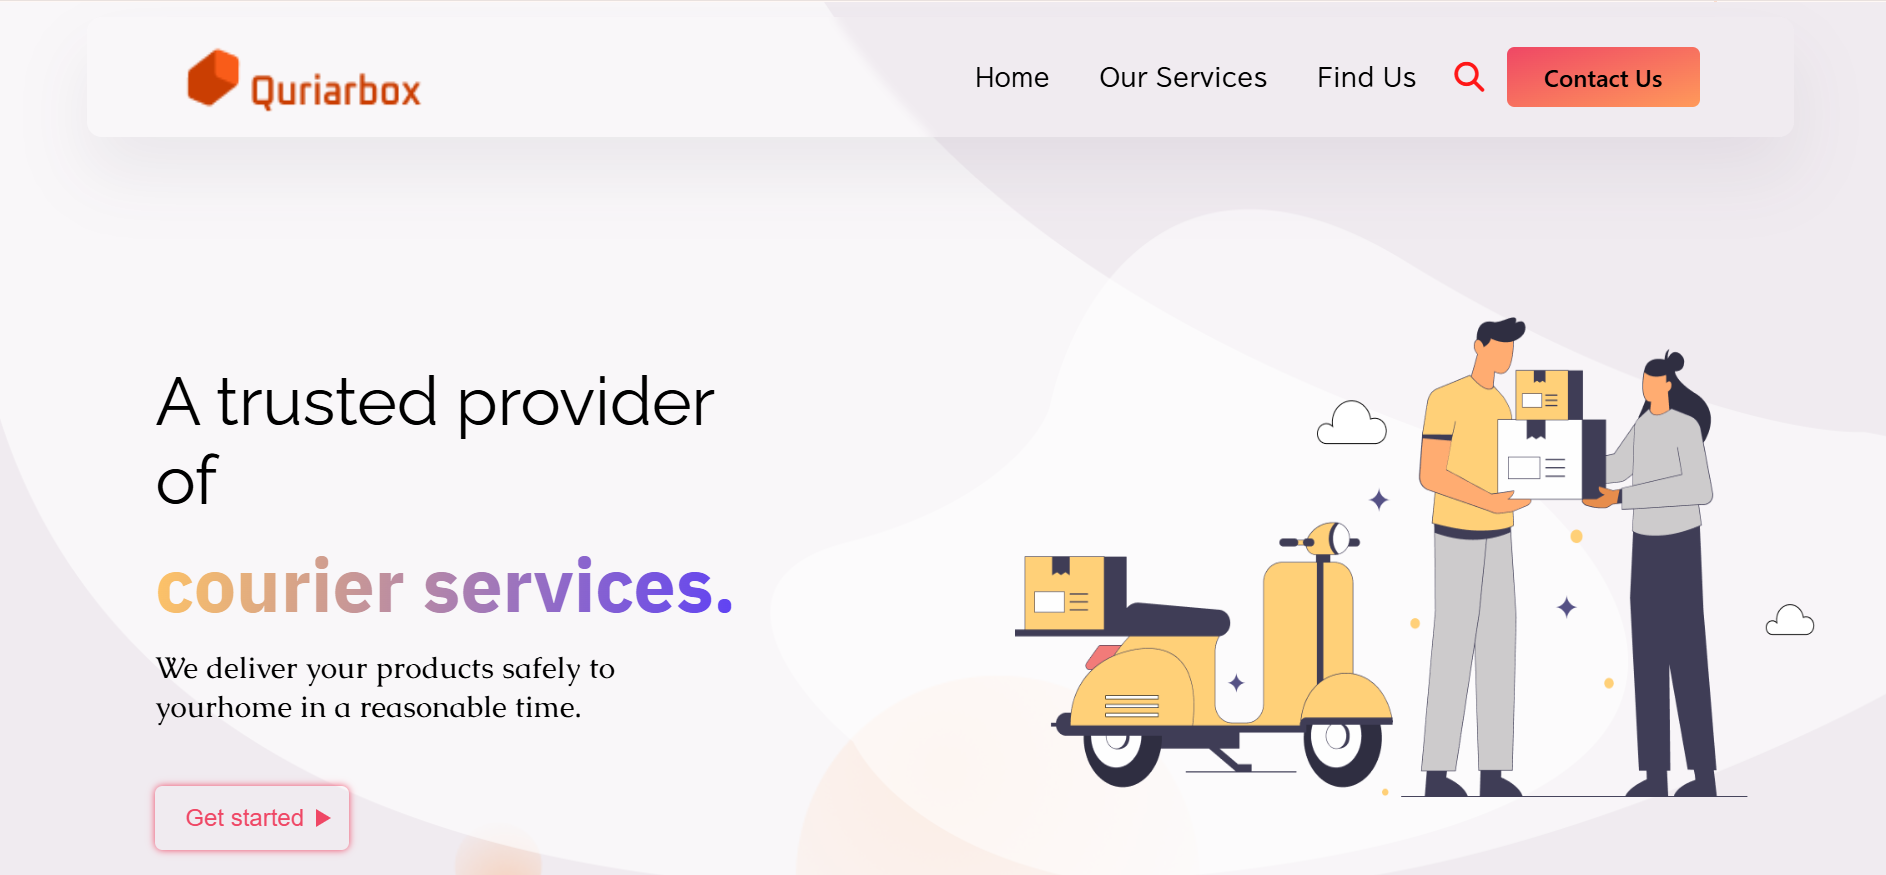 Quriarbox
Home Our Services Find Us Contact Us
A trusted provider
of
courier services.
We deliver your products safely to
yourhome in a reasonable time.
Get started